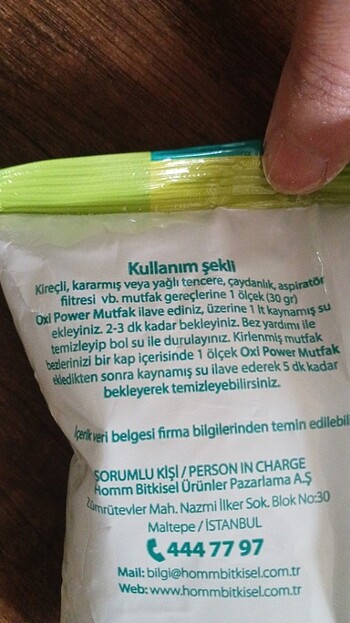 Kullanım şekli
Kireçli, kararmış veya yağlı tencere, çaydanlık, aspiratör
filtresi vb. mutfak gereçlerine 1 ölçek (30 gr)
Oxi Power Mutfak ilave ediniz, üzerine 1 lt kaynamış su
ekleyiniz. 2-3 dk kadar bekleyiniz. Bez yardımı ile
temizleyip bol su ile durulayınız. Kirlenmiş mutfak
bezlerinizi bir kap içerisinde 1 ölçek Oxi Power Mutfak
ekledikten sonra kaynamış su ilave ederek 5 dk kadar
bekleyerek temizleyebilirsiniz.
İçerik veri belgesi firma bilgilerinden temin edilebil
SORUMLU KİŞİ / PERSON IN CHARGE
Homm Bitkisel Ürünler Pazarlama A.Ş
Zümrütevler Mah. Nazmi İlker Sok. Blok No:30
Maltepe / İSTANBUL
444 77 97
Mail: bilgi@hommbitkisel.com.tr
Web: www.hommbitkisel.com.tr